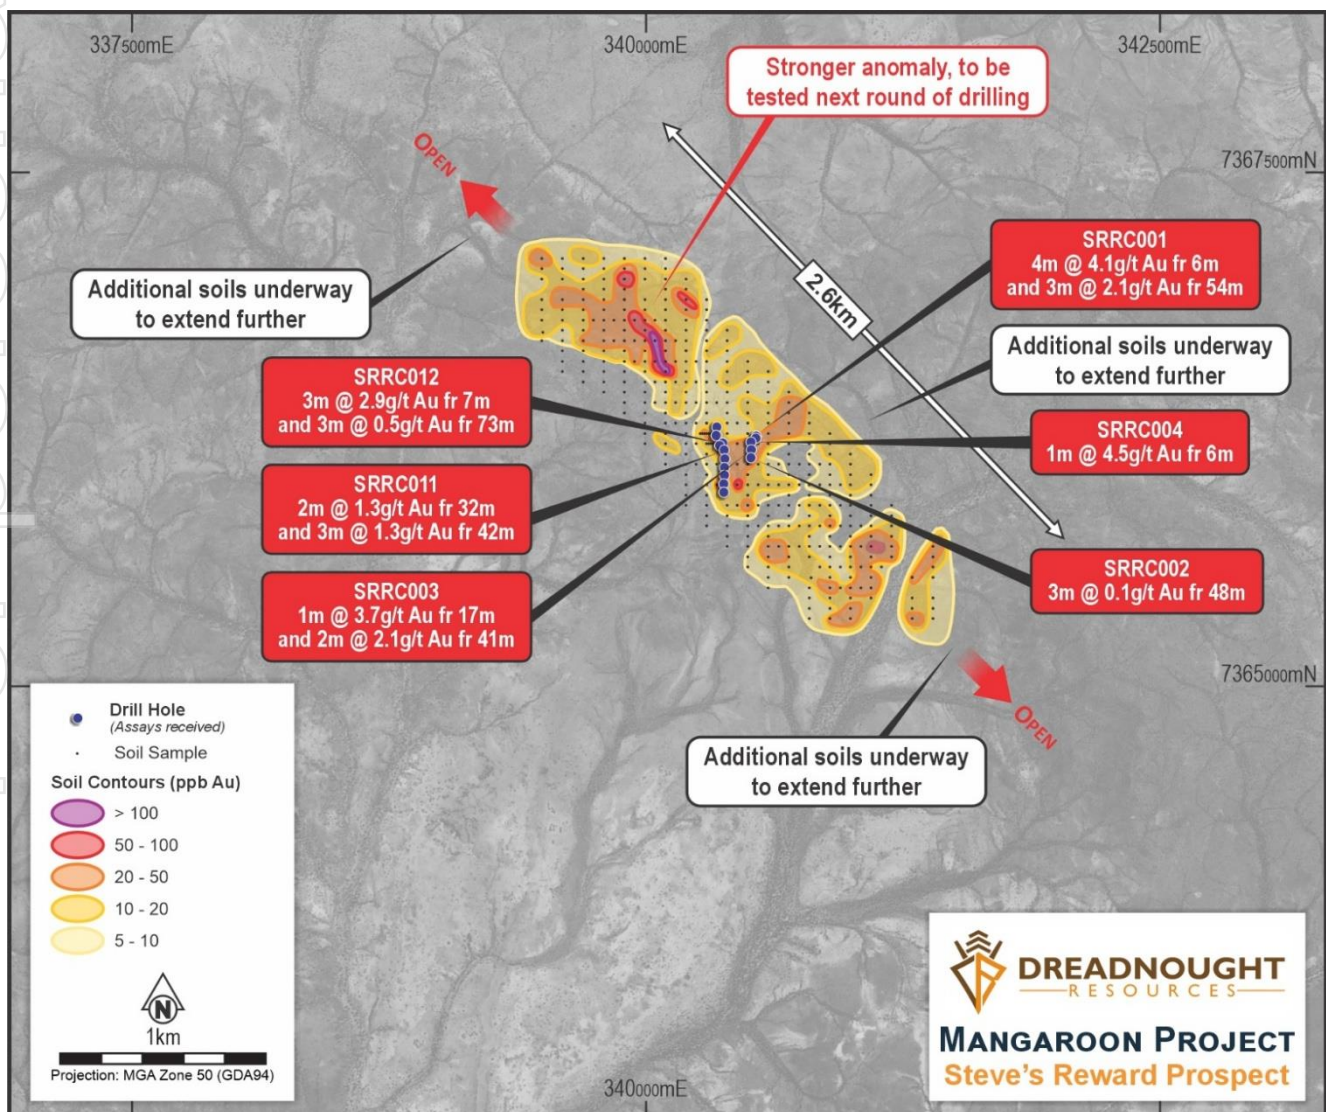 337500mE
340000mE
342500mE
Stronger anomaly, to be
tested next round of drilling
OPEN
7367500mN
2.6km
SRRC001
4m @ 4.1g/t Au fr 6m
and 3m @ 2.1g/t Au fr 54m
Additional soils underway
to extend further
Additional soils underway
to extend further
SRRC012
3m @ 2.9g/t Au fr 7m
and 3m @ 0.5g/t Au fr 73m
SRRC004
1m @ 4.5g/t Au fr 6m
SRRC011
2m @ 1.3g/t Au fr 32m
and 3m @ 1.3g/t Au fr 42m
SRRC002
3m @ 0.1g/t Au fr 48m
SRRC003
1m @ 3.7g/t Au fr 17m
and 2m @ 2.1g/t Au fr 41m
7365000mN
OPEN
Additional soils underway
to extend further
Drill Hole
(Assays received)
Soil Sample
Soil Contours (ppb Au)
> 100
50 - 100
20 - 50
10 - 20
5 - 10
N
1km
Projection: MGA Zone 50 (GDA94)
340000mE
DREADNOUGHT
RESOURCES
MANGAROON PROJECT
Steve's Reward Prospect